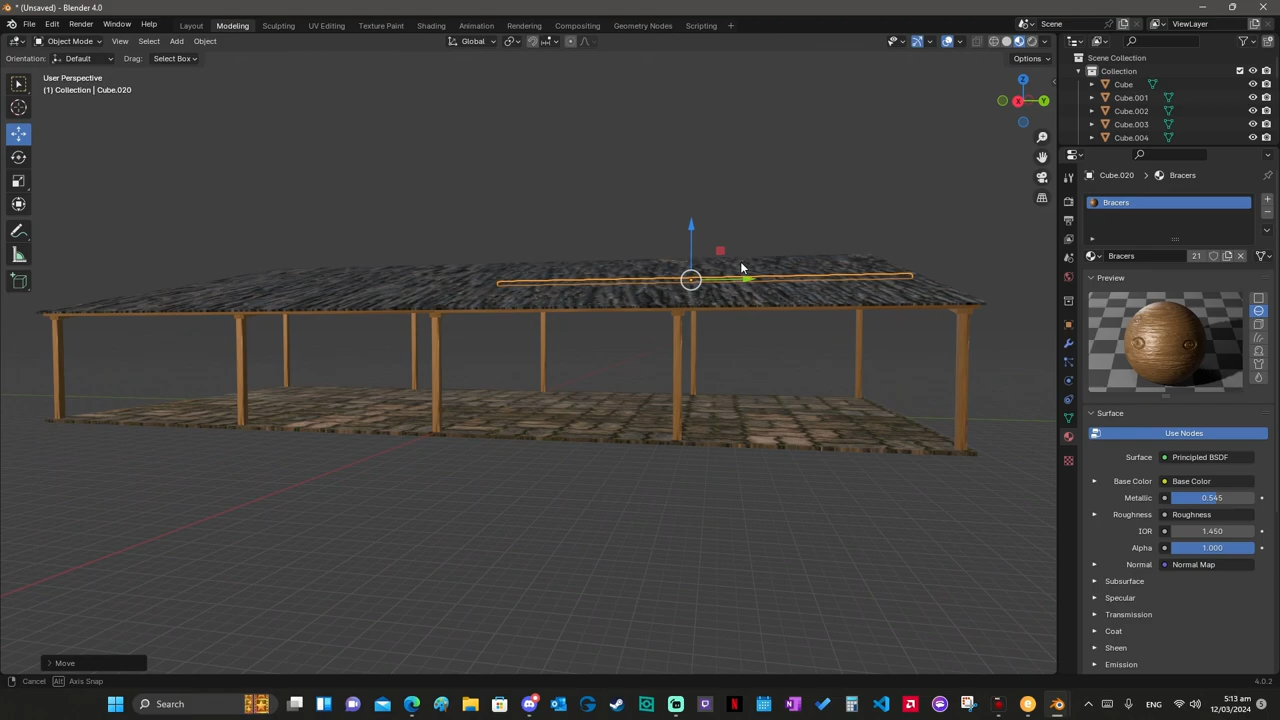 * (Unsaved) - Blender 4.0
File Edit Render Window Help Layout Modeling Sculpting UV Editing Texture Paint Shading Animation Rendering Compositing Geometry Nodes Scripting + Scene ViewLayer
Object Mode View Select Add Object Global
Orientation: Default Drag: Select Box Options
User Perspective
(1) Collection | Cube.020
Z
X
Y
Scene Collection
Collection
Cube
Cube.001
Cube.002
Cube.003
Cube.004
Cube.020 > Bracers
Bracers
Bracers 21
Preview
Surface
Use Nodes
Surface Principled BSDF
Base Color Base Color
Metallic 0.545
Roughness Roughness
IOR 1.450
Alpha 1.000
Normal Normal Map
Subsurface
Specular
Transmission
Coat
Sheen
Emission
> Move
Cancel Alt Axis Snap 4.0.2
Search
N
ENG
5:13 pm
12/03/2024